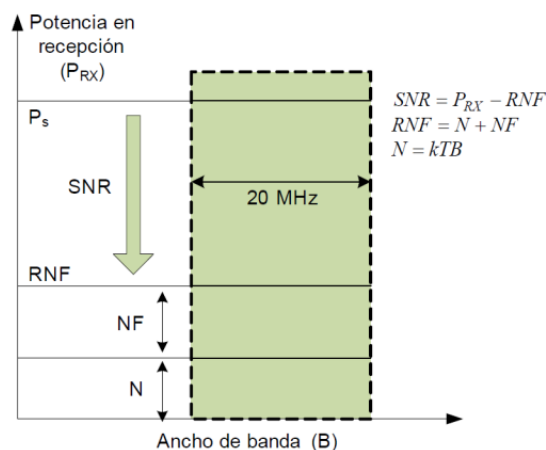 Potencia en
recepción
(P_RX)
P_s
SNR
RNF
NF
N
20 MHz
Ancho de banda (B)
SNR = P_RX − RNF
RNF = N + NF
N = kTB